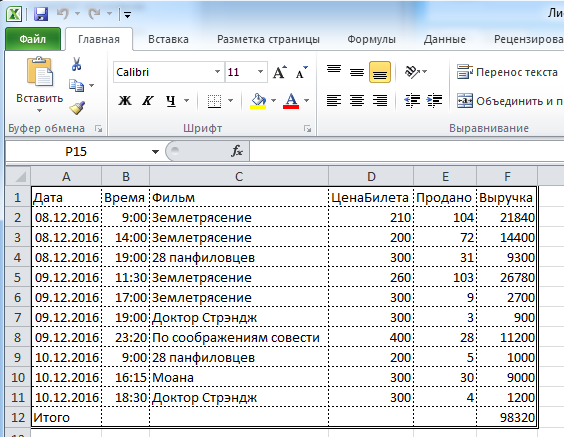 Лис
Файл Главная Вставка Разметка страницы Формулы Данные Рецензирова
Вставить
Calibri 11 A A
Ж К Ч А
Перенос текста
Объединить и п
Буфер обмена Шрифт Выравнивание
P15 fx
A B C D E F
1 Дата Время Фильм ЦенаБилета Продано Выручка
2 08.12.2016 9:00 Землетрясение 210 104 21840
3 08.12.2016 14:00 Землетрясение 200 72 14400
4 08.12.2016 19:00 28 панфиловцев 300 31 9300
5 09.12.2016 11:30 Землетрясение 260 103 26780
6 09.12.2016 17:00 Землетрясение 300 9 2700
7 09.12.2016 19:00 Доктор Стрэндж 300 3 900
8 09.12.2016 23:20 По соображениям совести 400 28 11200
9 10.12.2016 9:00 28 панфиловцев 200 5 1000
10 10.12.2016 16:15 Моана 300 30 9000
11 10.12.2016 18:30 Доктор Стрэндж 300 4 1200
12 Итого 98320